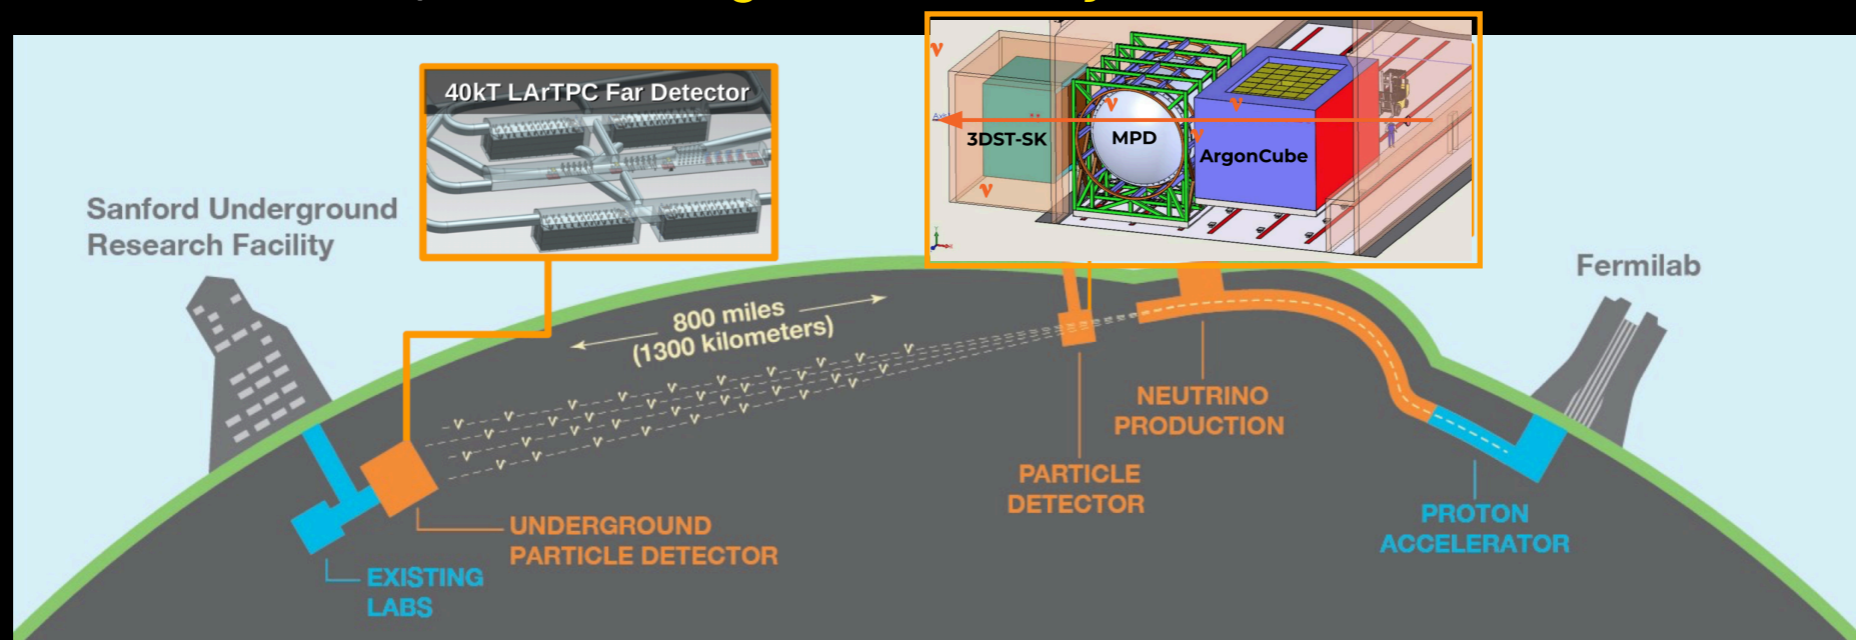 40kT LArTPC Far Detector
ν
ν
ν
ν
3DST-SK
MPD
ArgonCube
ν
Sanford Underground
Research Facility
Fermilab
800 miles
(1300 kilometers)
NEUTRINO
PRODUCTION
PARTICLE
DETECTOR
PROTON
ACCELERATOR
UNDERGROUND
PARTICLE DETECTOR
EXISTING
LABS